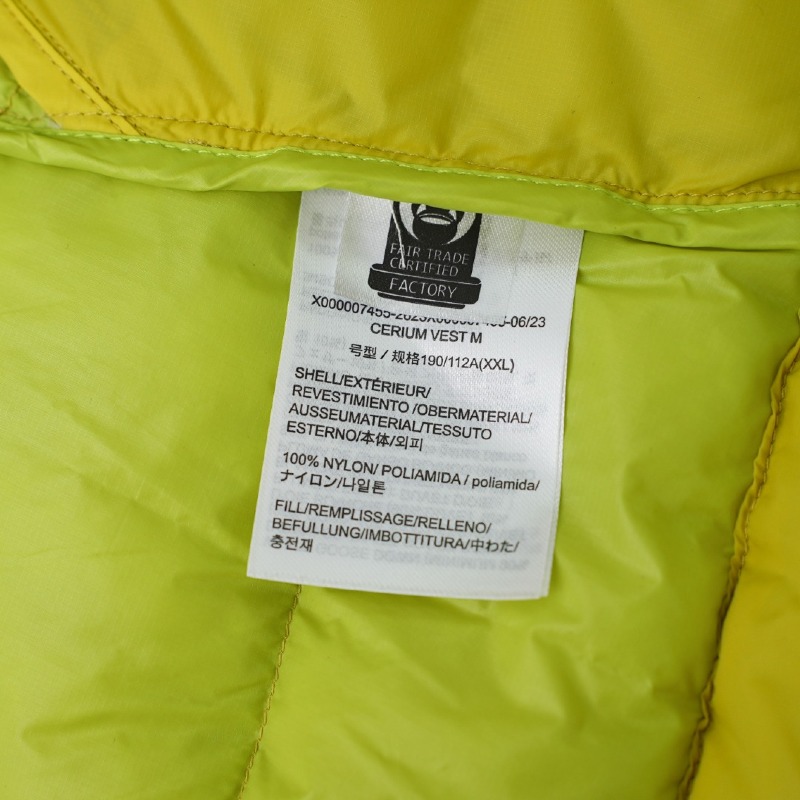 FAIR TRADE
CERTIFIED
FACTORY
CERIUM VEST M
号型 / 规格190/112A(XXL)
SHELL/EXTÉRIEUR/
REVESTIMIENTO /OBERMATERIAL/
AUSSEUMATERIAL/TESSUTO
ESTERNO/本体/외피
100% NYLON/ POLIAMIDA / poliamida/
ナイロン/나일론
FILL/REMPLISSAGE/RELLENO/
BEFULLUNG/IMBOTTITURA/中わた/
충전재